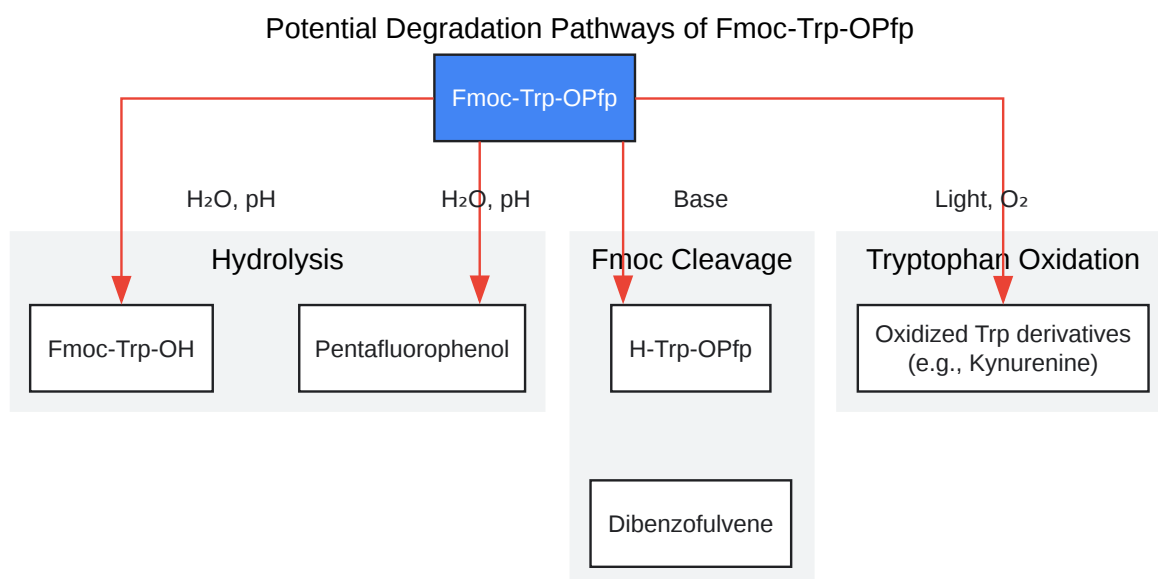 Potential Degradation Pathways of Fmoc-Trp-OPfp
Fmoc-Trp-OPfp
H₂O, pH
H₂O, pH
Base
Light, O₂
Hydrolysis
Fmoc Cleavage
Tryptophan Oxidation
Fmoc-Trp-OH
Pentafluorophenol
H-Trp-OPfp
Oxidized Trp derivatives
(e.g., Kynurenine)
Dibenzofulvene